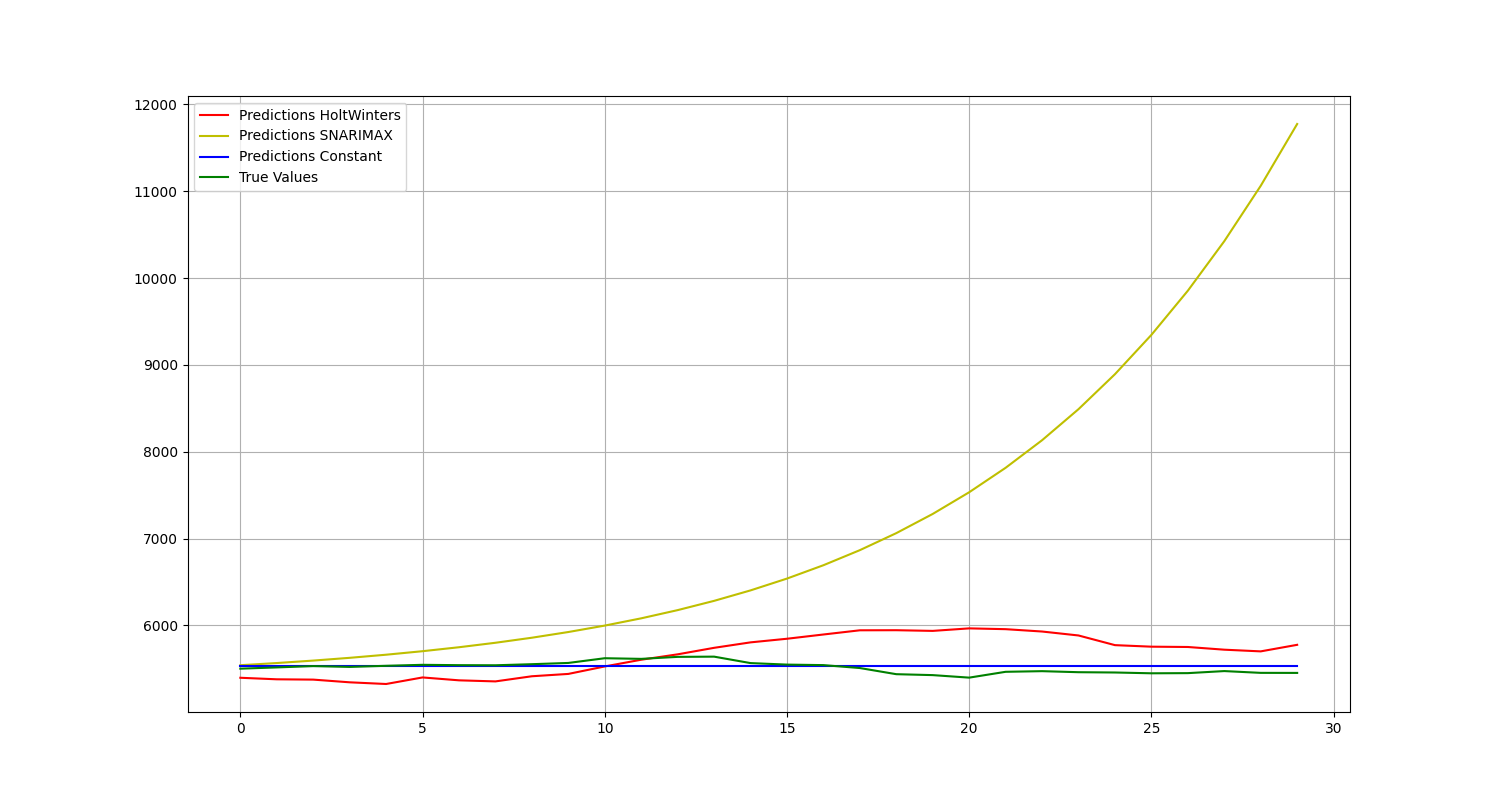 Predictions HoltWinters
Predictions SNARIMAX
Predictions Constant
True Values
12000
11000
10000
9000
8000
7000
6000
0 5 10 15 20 25 30